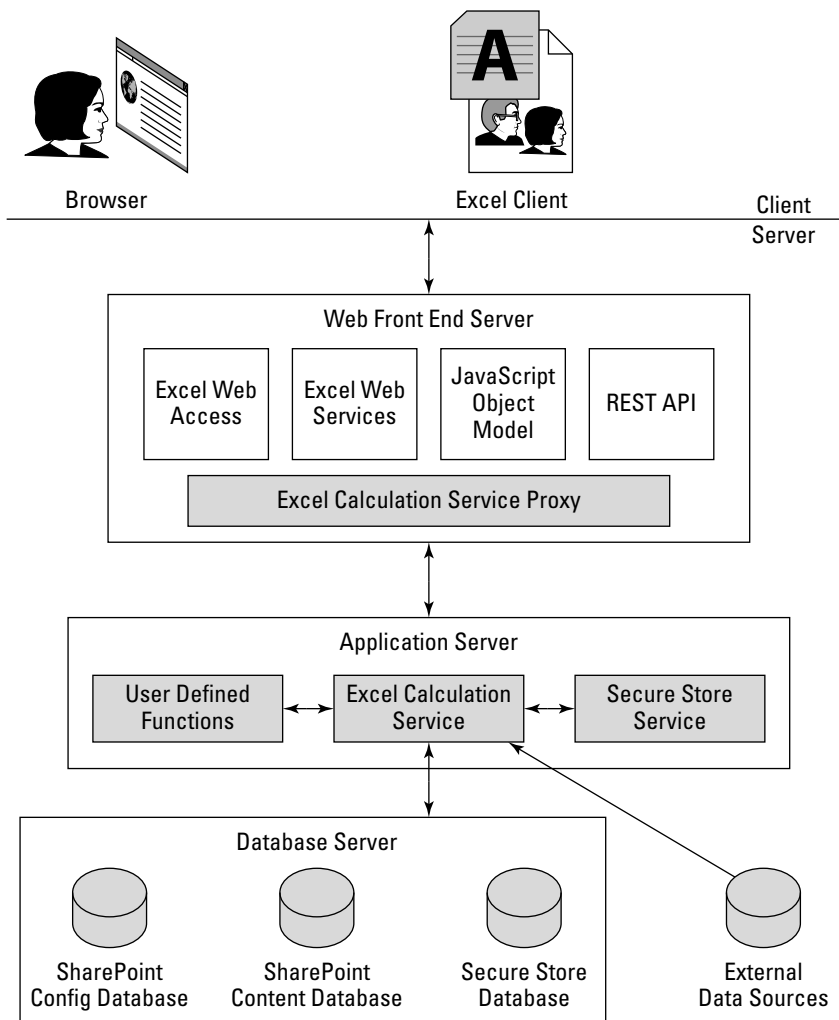 A
Browser
Excel Client
Client
Server
Web Front End Server
Excel Web
Access
Excel Web
Services
JavaScript
Object
Model
REST API
Excel Calculation Service Proxy
Application Server
User Defined
Functions
Excel Calculation
Service
Secure Store
Service
Database Server
SharePoint
Config Database
SharePoint
Content Database
Secure Store
Database
External
Data Sources